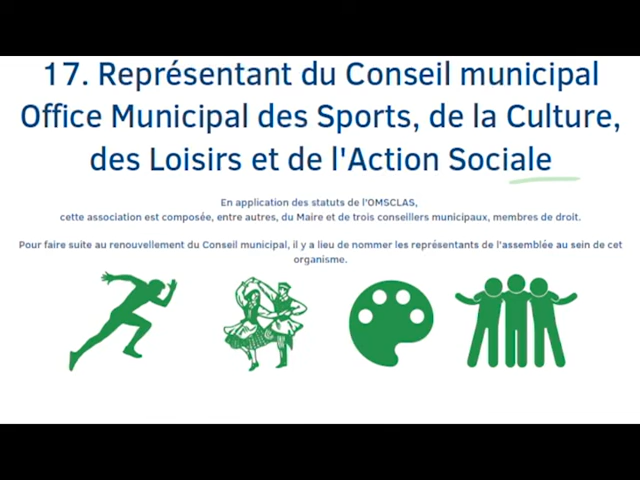 17. Représentant du Conseil municipal
Office Municipal des Sports, de la Culture,
des Loisirs et de l'Action Sociale
En application des statuts de l'OMSCLAS,
cette association est composée, entre autres, du Maire et de trois conseillers municipaux, membres de droit.
Pour faire suite au renouvellement du Conseil municipal, il y a lieu de nommer les représentants de l'assemblée au sein de cet
organisme.